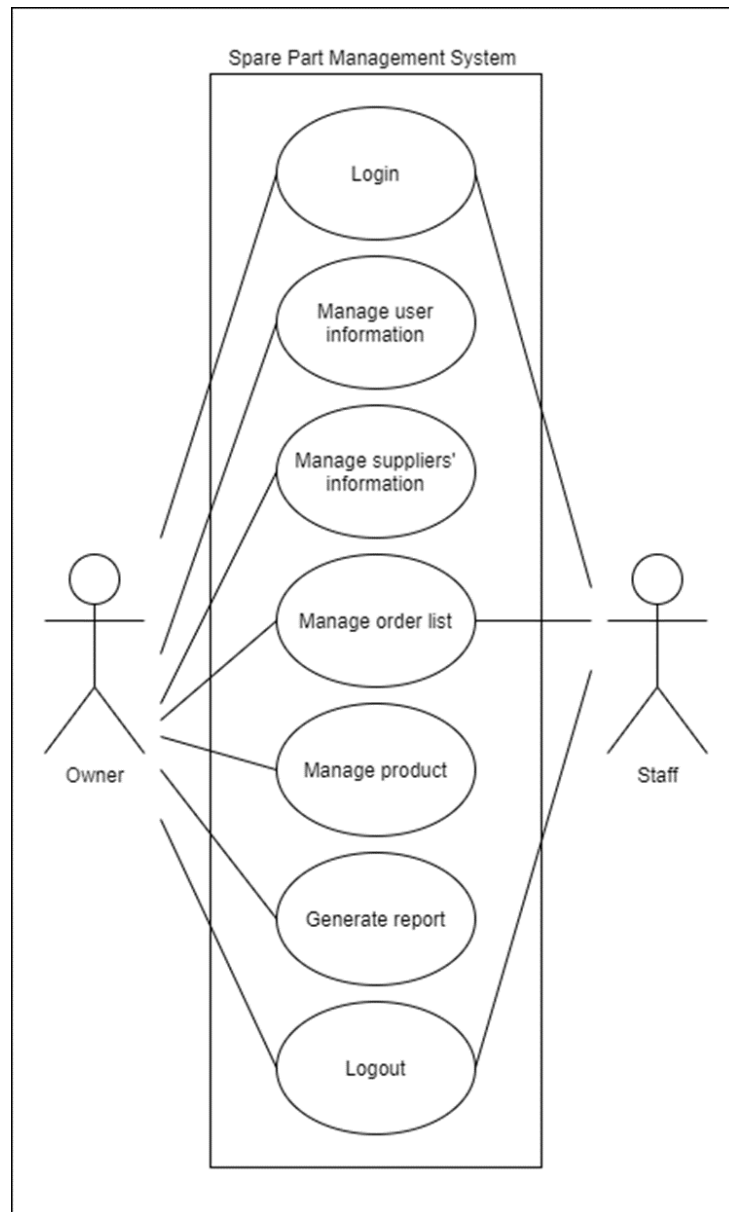 Spare Part Management System
Login
Manage user
information
Manage suppliers'
information
Manage order list
Manage product
Owner
Staff
Generate report
Logout